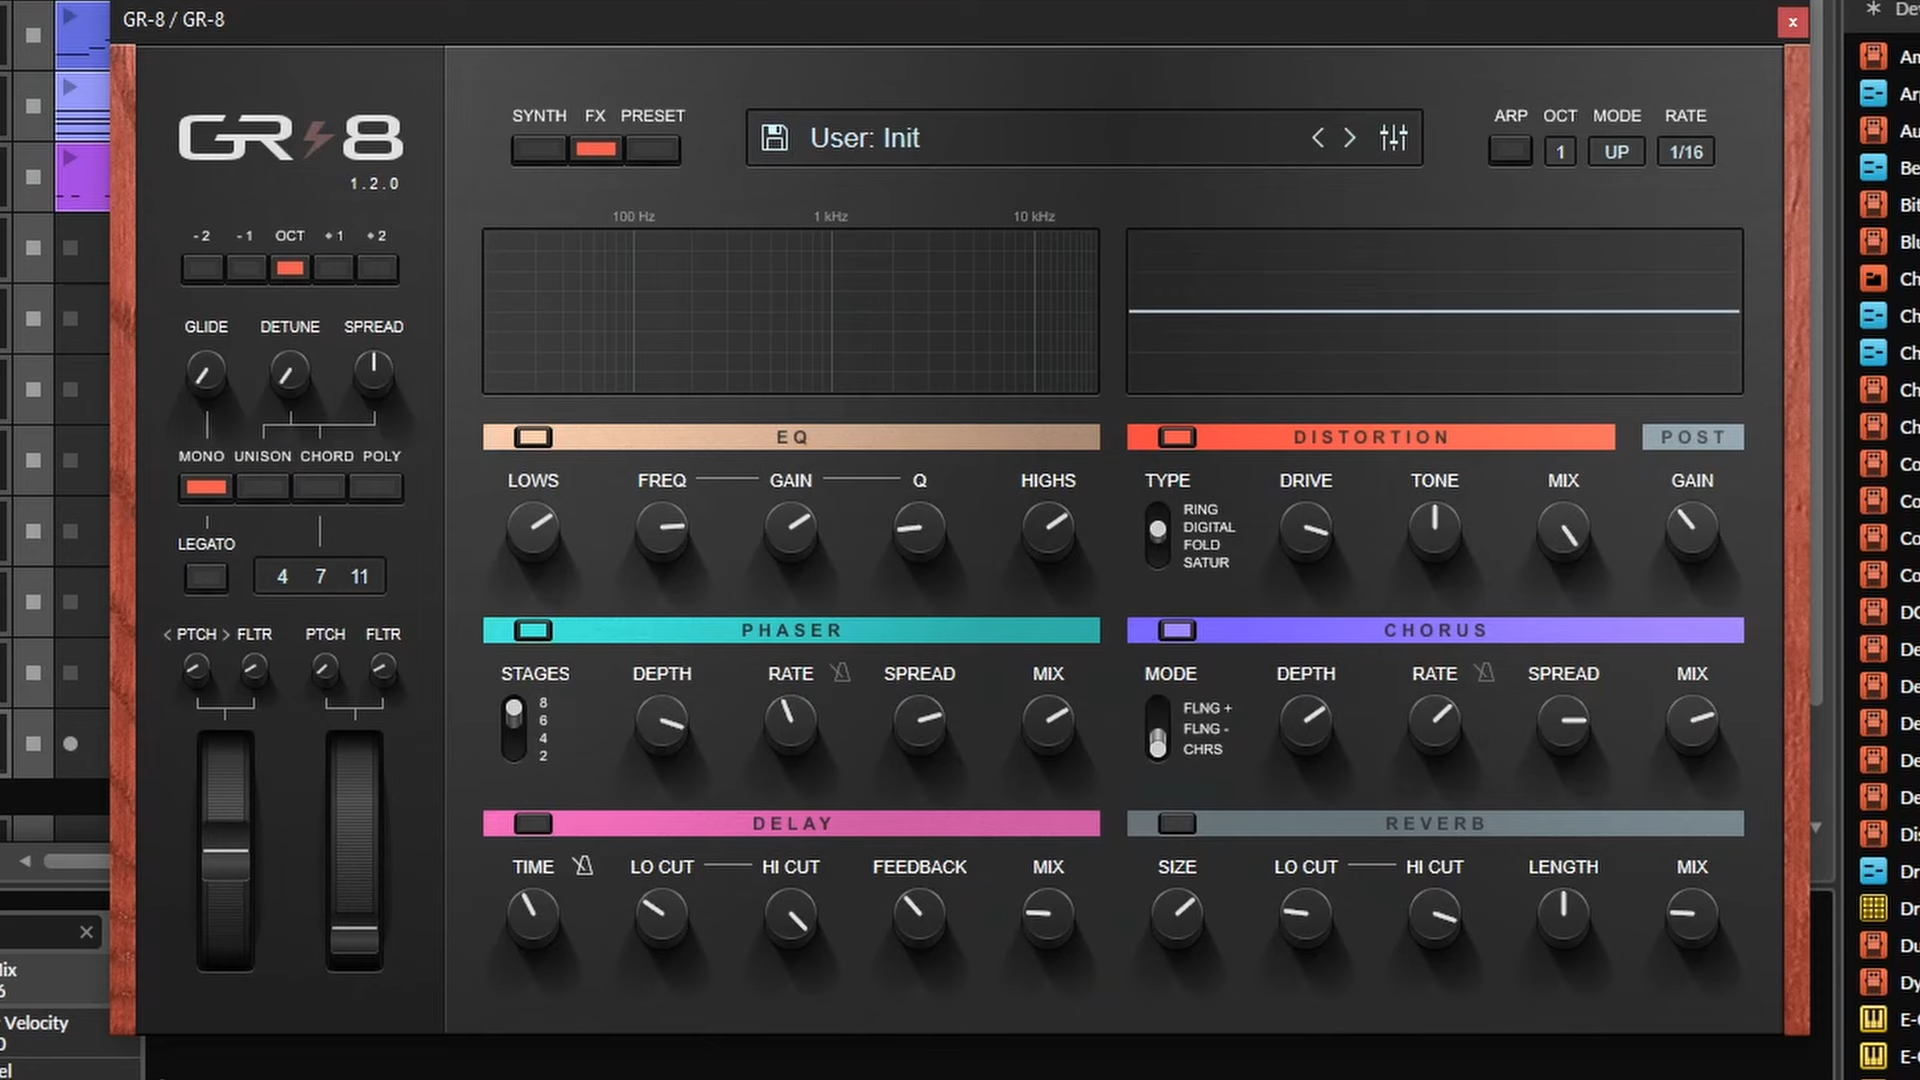 GR-8 / GR-8
x
GR 8
1.2.0
SYNTH FX PRESET
User: Init
ARP OCT MODE RATE
1 UP 1/16
-2 -1 OCT +1 +2
100 Hz 1 kHz 10 kHz
GLIDE DETUNE SPREAD
MONO UNISON CHORD POLY
LEGATO
4 7 11
< PTCH > FLTR PTCH FLTR
EQ
LOWS FREQ GAIN Q HIGHS
DISTORTION POST
TYPE DRIVE TONE MIX GAIN
RING
DIGITAL
FOLD
SATUR
PHASER
STAGES DEPTH RATE SPREAD MIX
8
6
4
2
CHORUS
MODE DEPTH RATE SPREAD MIX
FLNG +
FLNG -
CHRS
DELAY
TIME LO CUT HI CUT FEEDBACK MIX
REVERB
SIZE LO CUT HI CUT LENGTH MIX
Velocity